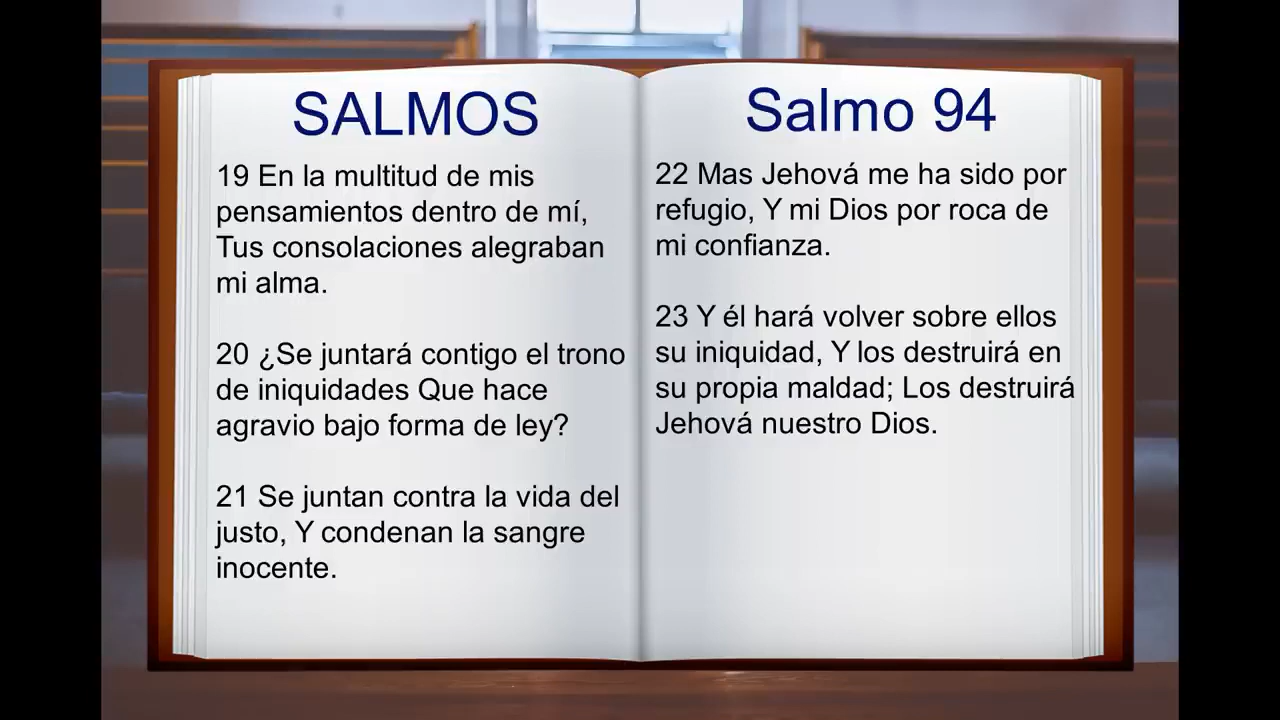 SALMOS
19 En la multitud de mis
pensamientos dentro de mí,
Tus consolaciones alegraban
mi alma.
20 ¿Se juntará contigo el trono
de iniquidades Que hace
agravio bajo forma de ley?
21 Se juntan contra la vida del
justo, Y condenan la sangre
inocente.
Salmo 94
22 Mas Jehová me ha sido por
refugio, Y mi Dios por roca de
mi confianza.
23 Y él hará volver sobre ellos
su iniquidad, Y los destruirá en
su propia maldad; Los destruirá
Jehová nuestro Dios.